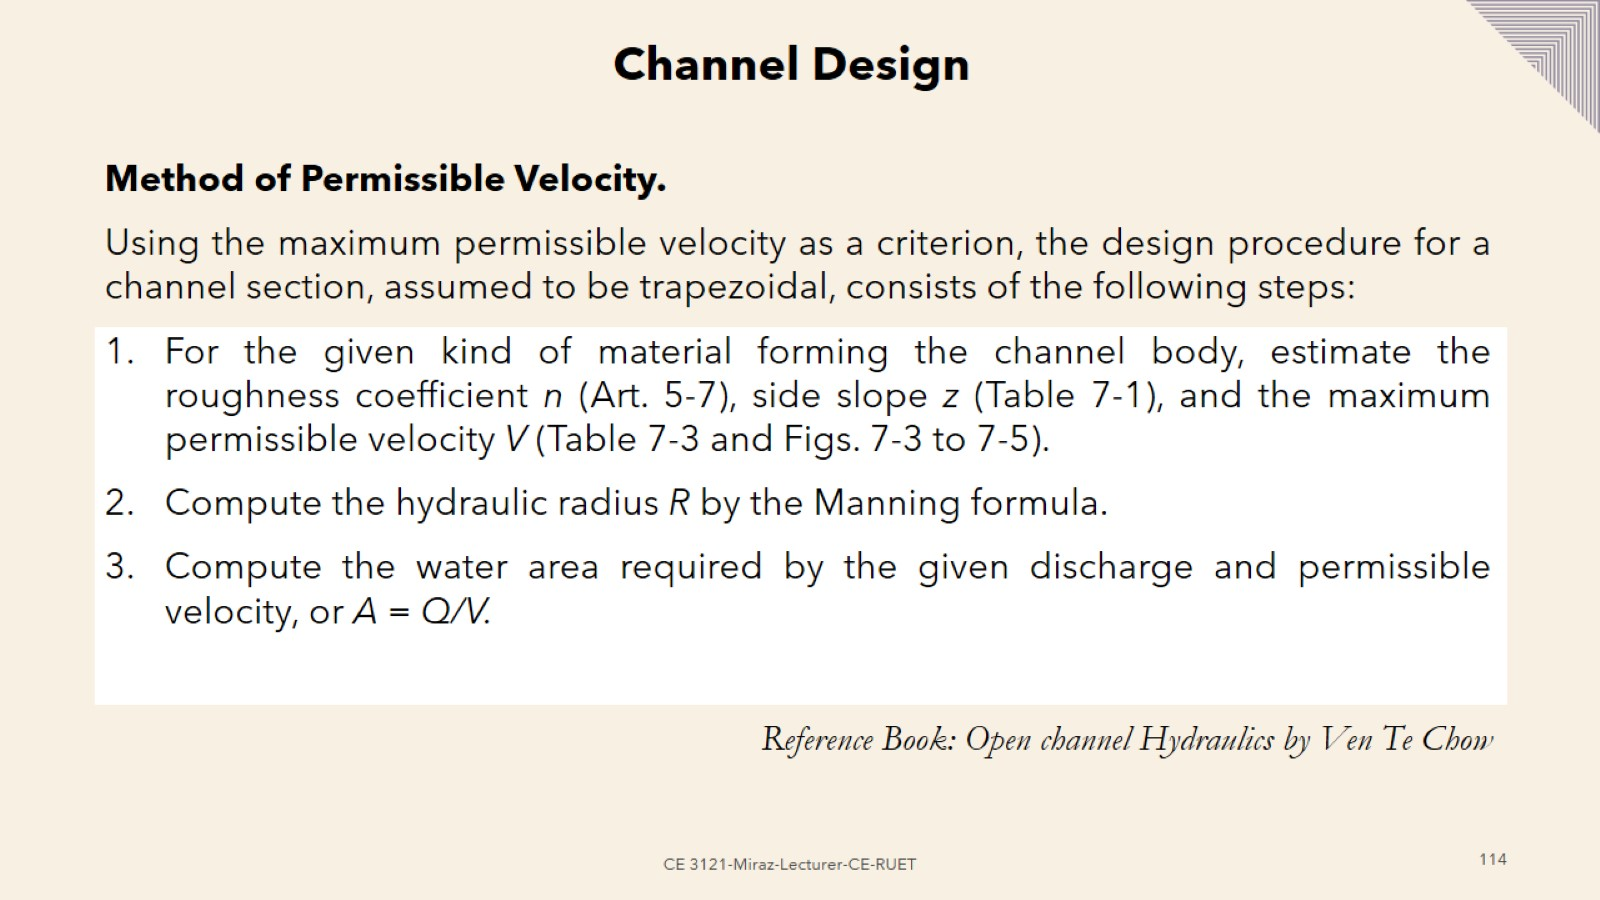 Channel Design
Method of Permissible Velocity.
Using the maximum permissible velocity as a criterion, the design procedure for a
channel section, assumed to be trapezoidal, consists of the following steps:
1. For the given kind of material forming the channel body, estimate the
roughness coefficient n (Art. 5-7), side slope z (Table 7-1), and the maximum
permissible velocity V (Table 7-3 and Figs. 7-3 to 7-5).
2. Compute the hydraulic radius R by the Manning formula.
3. Compute the water area required by the given discharge and permissible
velocity, or A = Q/V.
Reference Book: Open channel Hydraulics by Ven Te Chow
CE 3121-Miraz-Lecturer-CE-RUET
114